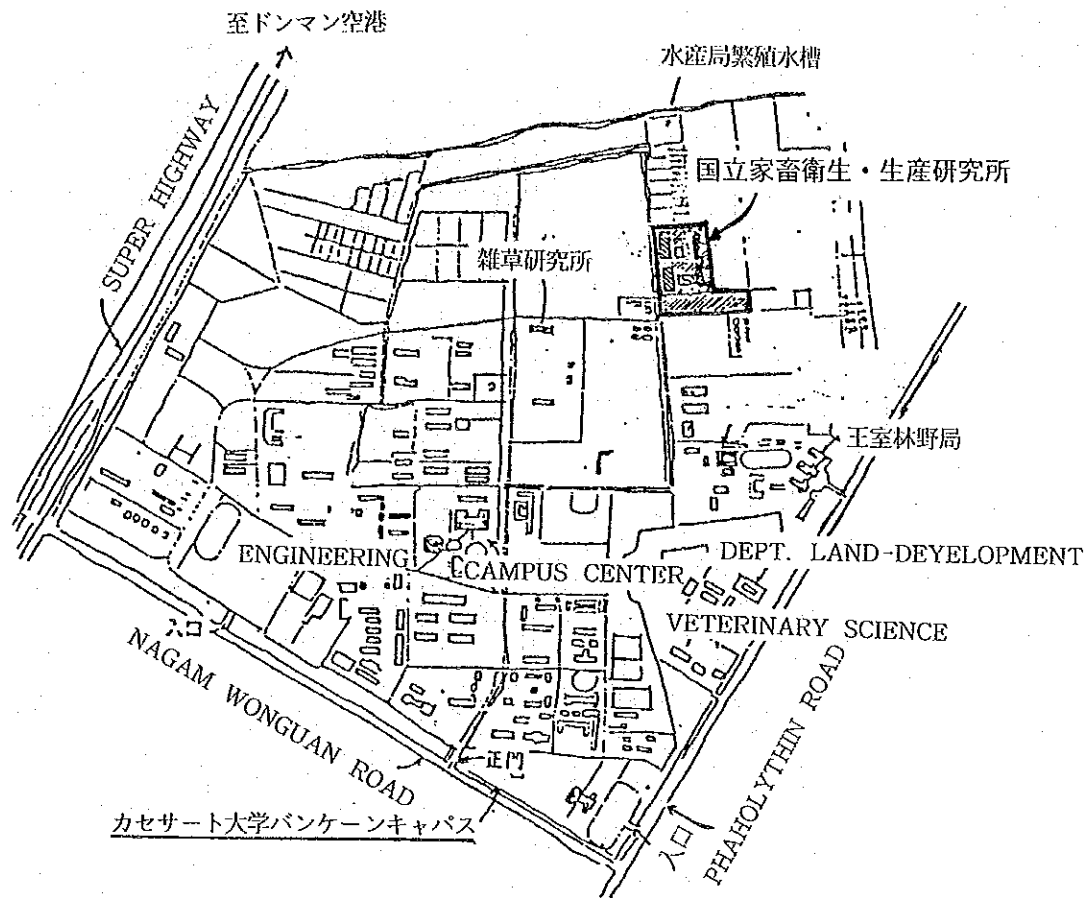 至ドンマン空港
水産局繁殖水槽
SUPER HIGHWAY
国立家畜衛生・生産研究所
雑草研究所
王室林野局
ENGINEERING
CAMPUS CENTER
DEPT. LAND-DEYELOPMENT
VETERINARY SCIENCE
入口
NAGAM WONGUAN ROAD
正門
PHAHOLYTHIN ROAD
カセサート大学バンケーンキャパス
入口